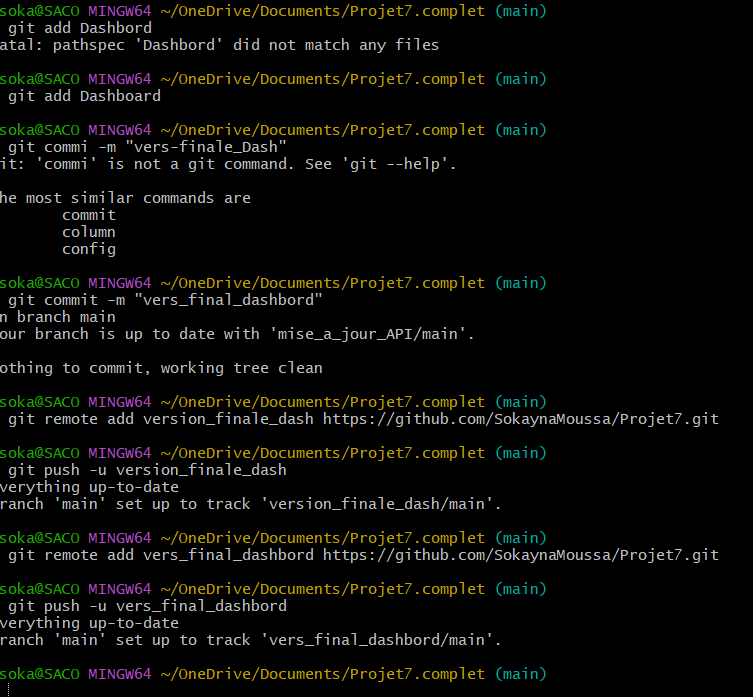 soka@SACO MINGW64 ~/OneDrive/Documents/Projet7.complet (main)
git add Dashbord
atal: pathspec 'Dashbord' did not match any files
soka@SACO MINGW64 ~/OneDrive/Documents/Projet7.complet (main)
git add Dashboard
soka@SACO MINGW64 ~/OneDrive/Documents/Projet7.complet (main)
git commi -m "vers-finale_Dash"
it: 'commi' is not a git command. See 'git --help'.
he most similar commands are
commit
column
config
soka@SACO MINGW64 ~/OneDrive/Documents/Projet7.complet (main)
git commit -m "vers_final_dashbord"
n branch main
our branch is up to date with 'mise_a_jour_API/main'.
othing to commit, working tree clean
soka@SACO MINGW64 ~/OneDrive/Documents/Projet7.complet (main)
git remote add version_finale_dash https://github.com/SokaynaMoussa/Projet7.git
soka@SACO MINGW64 ~/OneDrive/Documents/Projet7.complet (main)
git push -u version_finale_dash
verything up-to-date
ranch 'main' set up to track 'version_finale_dash/main'.
soka@SACO MINGW64 ~/OneDrive/Documents/Projet7.complet (main)
git remote add vers_final_dashbord https://github.com/SokaynaMoussa/Projet7.git
soka@SACO MINGW64 ~/OneDrive/Documents/Projet7.complet (main)
git push -u vers_final_dashbord
verything up-to-date
ranch 'main' set up to track 'vers_final_dashbord/main'.
soka@SACO MINGW64 ~/OneDrive/Documents/Projet7.complet (main)